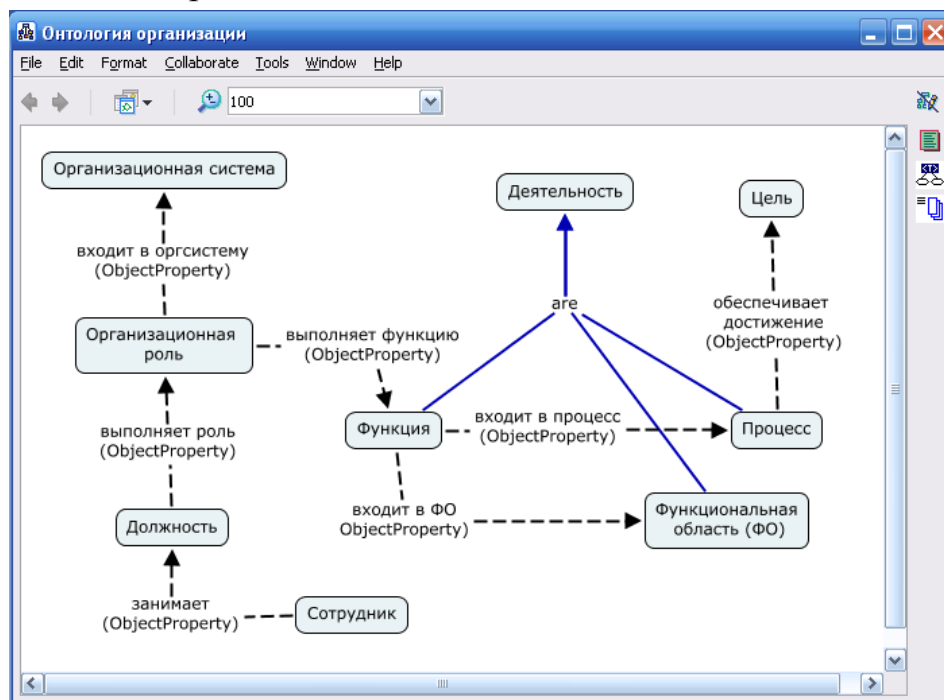 Онтология организации
File Edit Format Collaborate Tools Window Help
100
Организационная система
Деятельность
Цель
входит в оргсистему
(ObjectProperty)
are
обеспечивает
достижение
(ObjectProperty)
Организационная
роль
выполняет функцию
(ObjectProperty)
Функция
входит в процесс
(ObjectProperty)
Процесс
выполняет роль
(ObjectProperty)
входит в ФО
ObjectProperty)
Функциональная
область (ФО)
Должность
занимает
(ObjectProperty)
Сотрудник